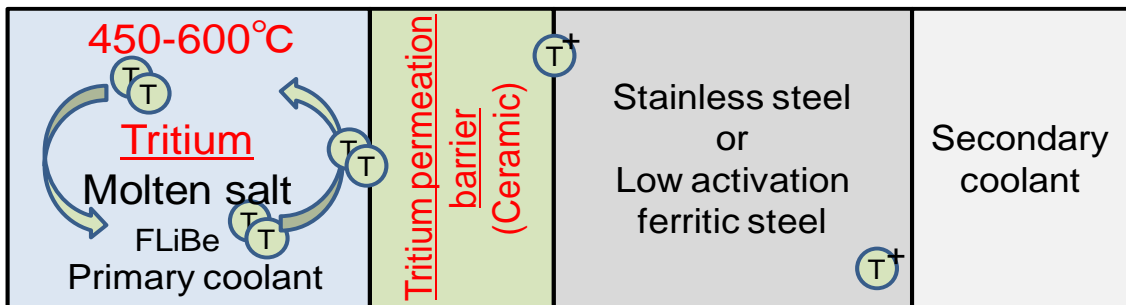 450-600℃
T
T
Tritium
Molten salt
T
T
FLiBe
Primary coolant
T
T
Tritium permeation
barrier
(Ceramic)
T+
Stainless steel
or
Low activation
ferritic steel
T+
Secondary
coolant